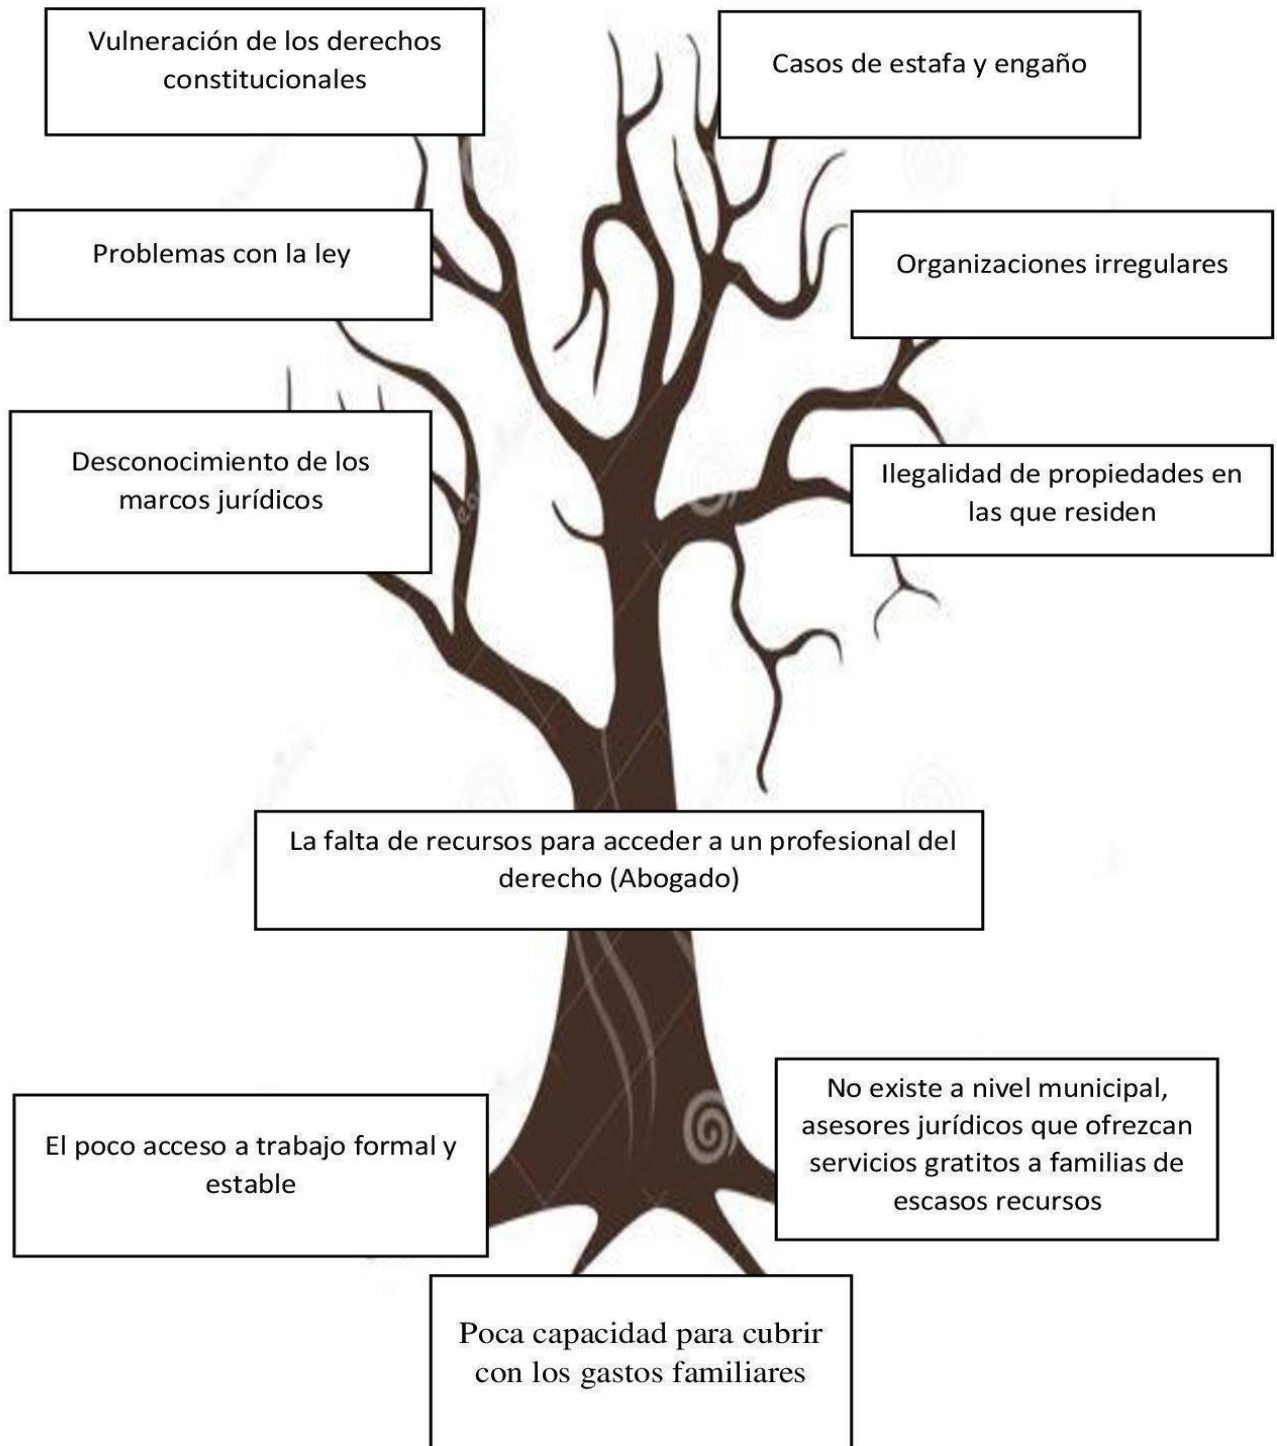 Vulneración de los derechos
constitucionales
Casos de estafa y engaño
Problemas con la ley
Organizaciones irregulares
Desconocimiento de los
marcos jurídicos
Ilegalidad de propiedades en
las que residen
La falta de recursos para acceder a un profesional del
derecho (Abogado)
El poco acceso a trabajo formal y
estable
No existe a nivel municipal,
asesores jurídicos que ofrezcan
servicios gratitos a familias de
escasos recursos
Poca capacidad para cubrir
con los gastos familiares